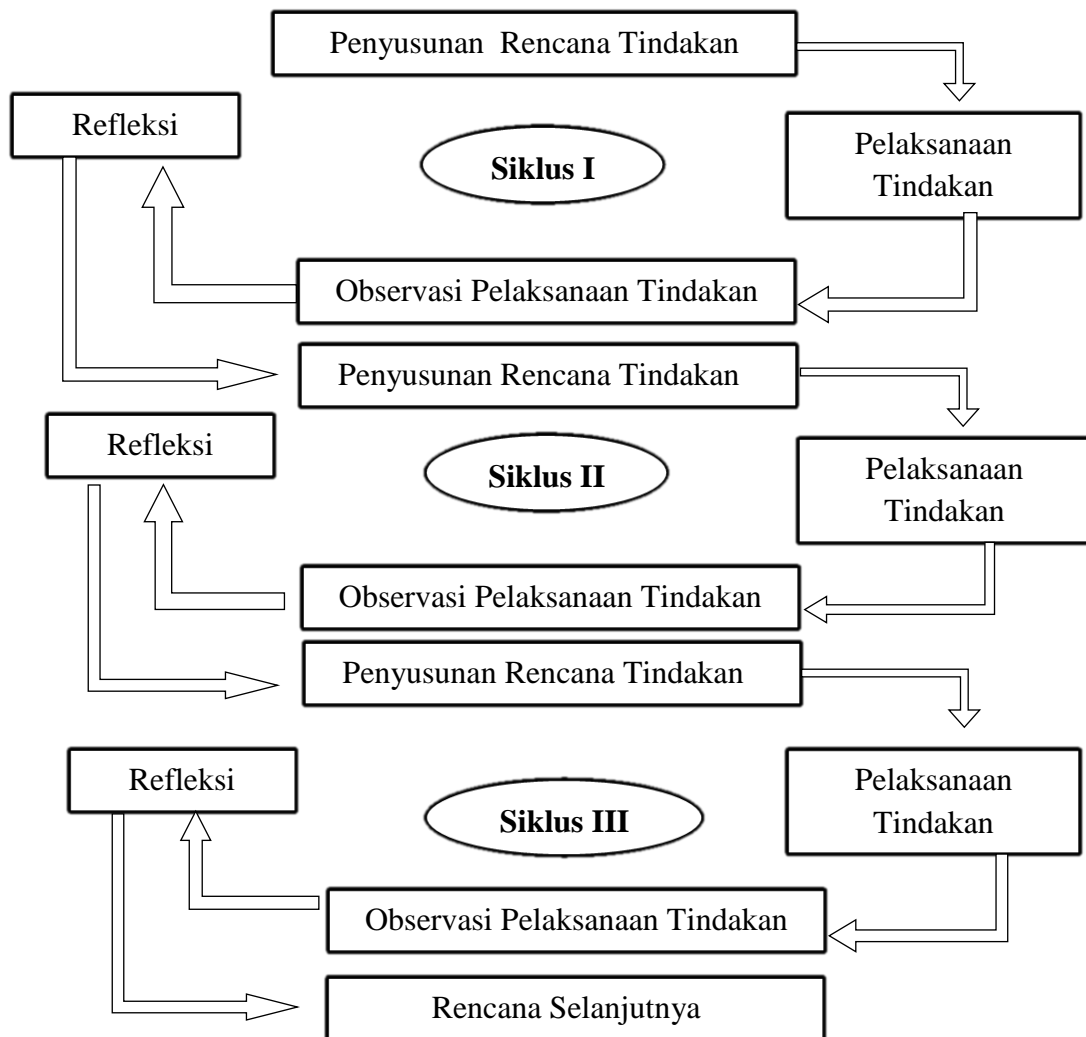 Penyusunan Rencana Tindakan
Refleksi
Pelaksanaan
Tindakan
Siklus I
Observasi Pelaksanaan Tindakan
Penyusunan Rencana Tindakan
Refleksi
Pelaksanaan
Tindakan
Siklus II
Observasi Pelaksanaan Tindakan
Penyusunan Rencana Tindakan
Refleksi
Pelaksanaan
Tindakan
Siklus III
Observasi Pelaksanaan Tindakan
Rencana Selanjutnya